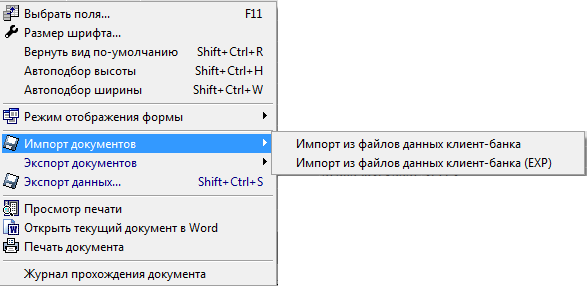 Выбрать поля... F11
Размер шрифта...
Вернуть вид по-умолчанию Shift+Ctrl+R
Автоподбор высоты Shift+Ctrl+H
Автоподбор ширины Shift+Ctrl+W
Режим отображения формы
Импорт документов
Импорт из файлов данных клиент-банка
Импорт из файлов данных клиент-банка (EXP)
Экспорт документов
Экспорт данных... Shift+Ctrl+S
Просмотр печати
Открыть текущий документ в Word
Печать документа
Журнал прохождения документа